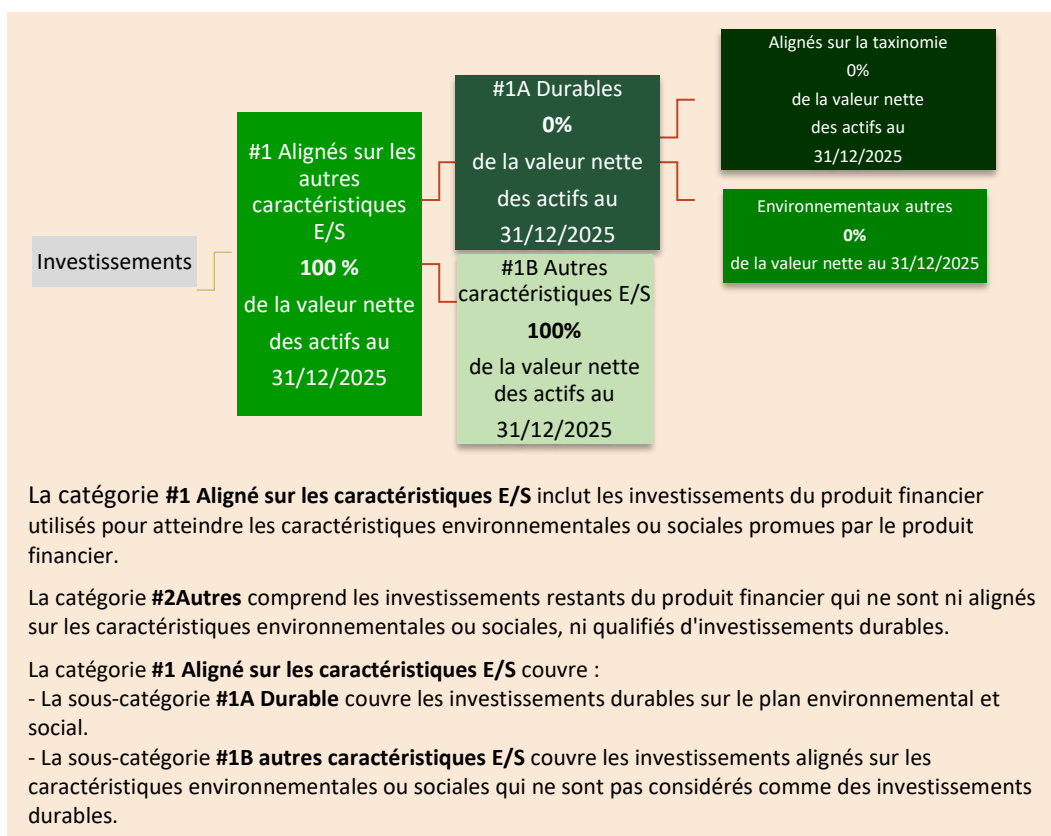 Investissements
#1 Alignés sur les
autres
caractéristiques
E/S
100 %
de la valeur nette
des actifs au
31/12/2025
#1A Durables
0%
de la valeur nette
des actifs au
31/12/2025
#1B Autres
caractéristiques E/S
100%
de la valeur nette
des actifs au
31/12/2025
Alignés sur la taxinomie
0%
de la valeur nette
des actifs au
31/12/2025
Environnementaux autres
0%
de la valeur nette au 31/12/2025
La catégorie #1 Aligné sur les caractéristiques E/S inclut les investissements du produit financier
utilisés pour atteindre les caractéristiques environnementales ou sociales promues par le produit
financier.
La catégorie #2Autres comprend les investissements restants du produit financier qui ne sont ni alignés
sur les caractéristiques environnementales ou sociales, ni qualifiés d'investissements durables.
La catégorie #1 Aligné sur les caractéristiques E/S couvre :
- La sous-catégorie #1A Durable couvre les investissements durables sur le plan environnemental et
social.
- La sous-catégorie #1B autres caractéristiques E/S couvre les investissements alignés sur les
caractéristiques environnementales ou sociales qui ne sont pas considérés comme des investissements
durables.